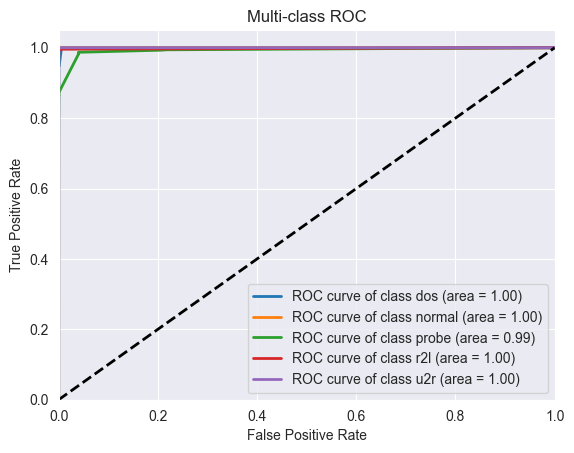 Multi-class ROC
True Positive Rate
1.0
0.8
0.6
0.4
0.2
0.0
ROC curve of class dos (area = 1.00)
ROC curve of class normal (area = 1.00)
ROC curve of class probe (area = 0.99)
ROC curve of class r2l (area = 1.00)
ROC curve of class u2r (area = 1.00)
0.0 0.2 0.4 0.6 0.8 1.0
False Positive Rate